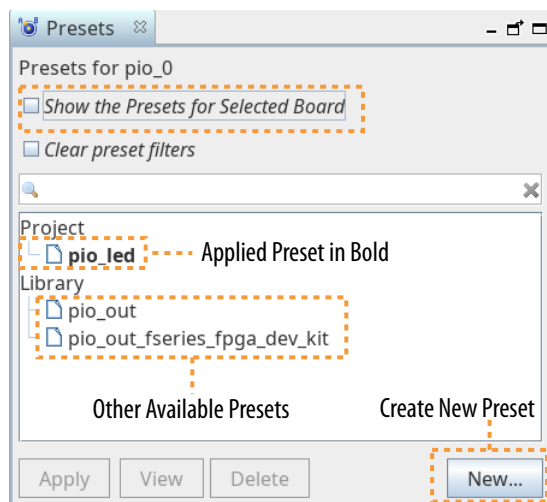 Presets
Presets for pio_0
Show the Presets for Selected Board
Clear preset filters
Project
pio_led
Applied Preset in Bold
Library
pio_out
pio_out_fseries_fpga_dev_kit
Other Available Presets
Create New Preset
Apply View Delete New...